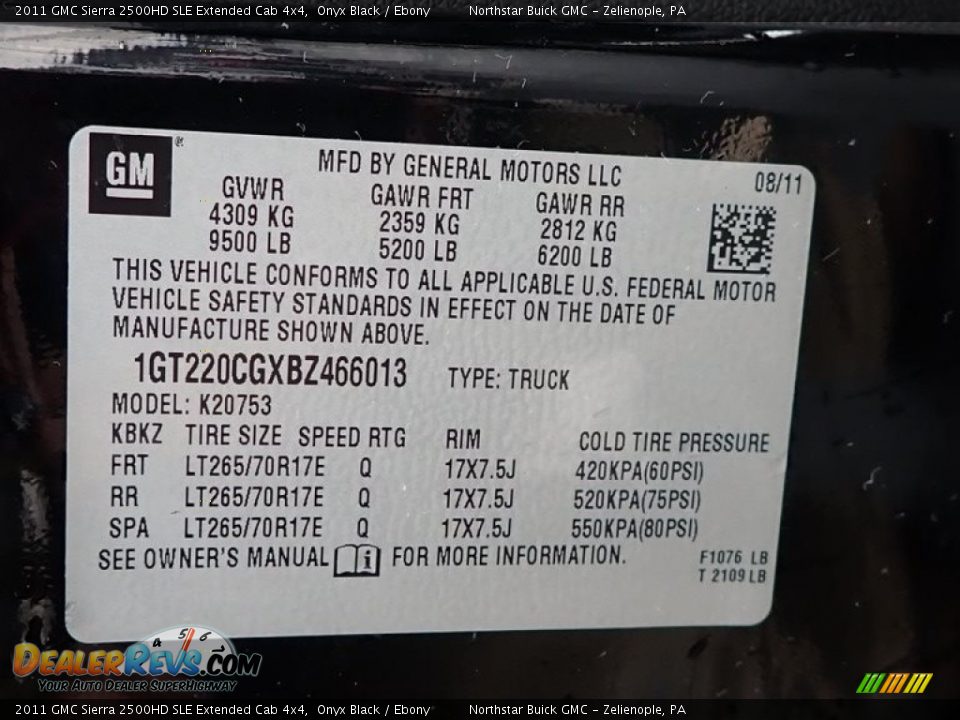 2011 GMC Sierra 2500HD SLE Extended Cab 4x4, Onyx Black / Ebony Northstar Buick GMC - Zelienople, PA
GM® MFD BY GENERAL MOTORS LLC 08/11
GVWR GAWR FRT GAWR RR
4309 KG 2359 KG 2812 KG
9500 LB 5200 LB 6200 LB
THIS VEHICLE CONFORMS TO ALL APPLICABLE U.S. FEDERAL MOTOR
VEHICLE SAFETY STANDARDS IN EFFECT ON THE DATE OF
MANUFACTURE SHOWN ABOVE.
1GT220CGXBZ466013 TYPE: TRUCK
MODEL: K20753
KBKZ TIRE SIZE SPEED RTG RIM COLD TIRE PRESSURE
FRT LT265/70R17E Q 17X7.5J 420KPA(60PSI)
RR LT265/70R17E Q 17X7.5J 520KPA(75PSI)
SPA LT265/70R17E Q 17X7.5J 550KPA(80PSI)
SEE OWNER'S MANUAL i FOR MORE INFORMATION.
F1076 LB
T 2109 LB
4 5 6
DEALERREVS.COM
Your Auto Dealer SuperHighway
2011 GMC Sierra 2500HD SLE Extended Cab 4x4, Onyx Black / Ebony Northstar Buick GMC - Zelienople, PA